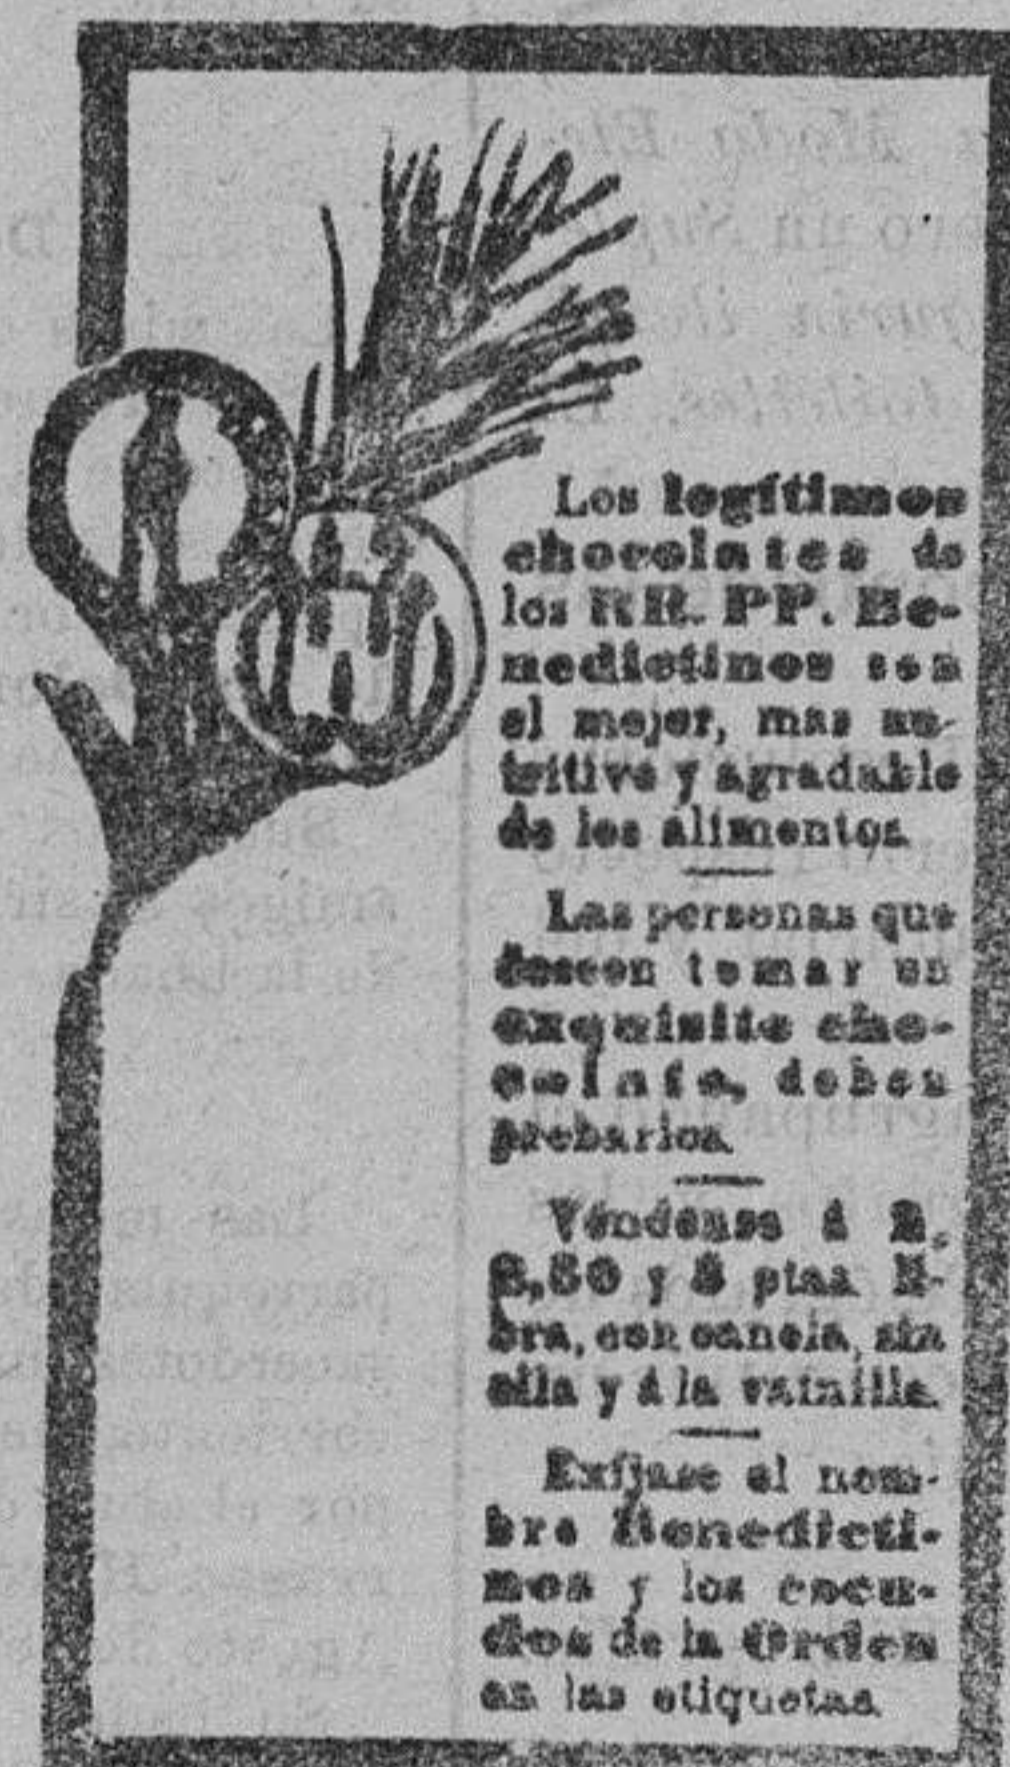 Los legítimos
chocolates de
los RR. PP. Be-
nedictinos son
el mejor, mas nu-
tritivo y agradable
de los alimentos
Las personas que
deseen tomar un
exquisito cho-
colate, deben
probarlos.
Véndense á 2,
2,50 y 3 ptas. li-
bra, con canela, sin
ella y á la vainilla.
Exíjase el nom-
bre Benedicti-
nos y los escu-
dos de la Orden
en las etiquetas